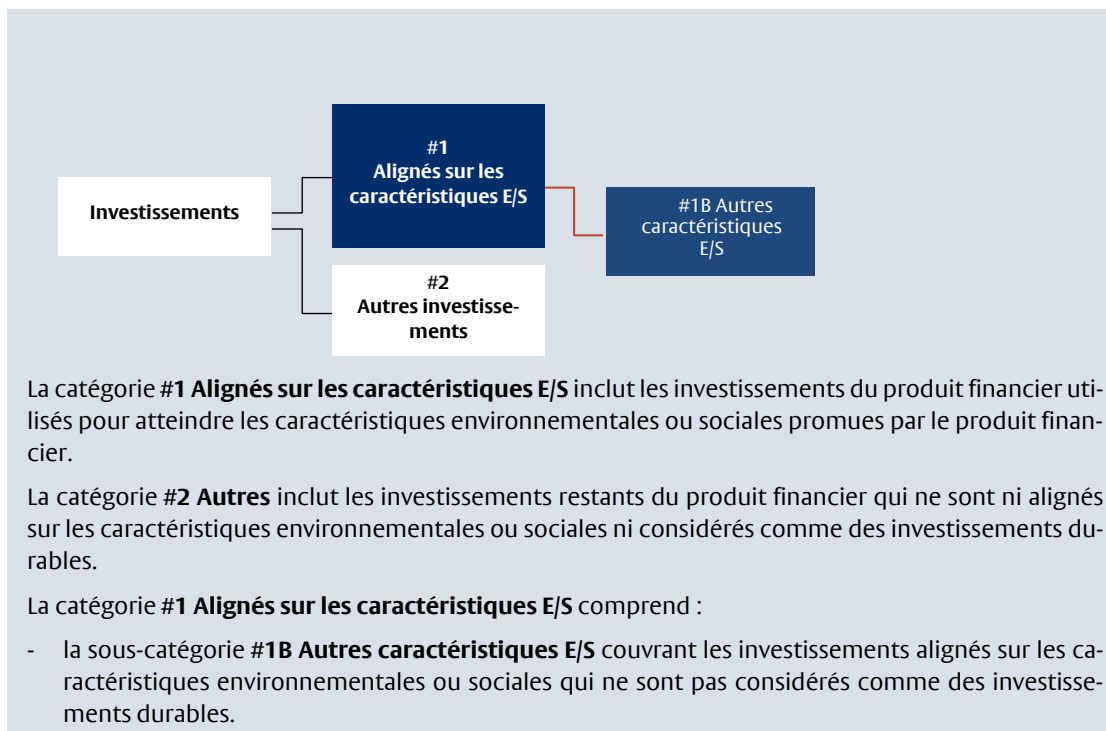 #1
Alignés sur les
caractéristiques E/S
Investissements
#1B Autres
caractéristiques
E/S
#2
Autres investisse-
ments
La catégorie #1 Alignés sur les caractéristiques E/S inclut les investissements du produit financier uti-
lisés pour atteindre les caractéristiques environnementales ou sociales promues par le produit finan-
cier.
La catégorie #2 Autres inclut les investissements restants du produit financier qui ne sont ni alignés
sur les caractéristiques environnementales ou sociales ni considérés comme des investissements du-
rables.
La catégorie #1 Alignés sur les caractéristiques E/S comprend :
- la sous-catégorie #1B Autres caractéristiques E/S couvrant les investissements alignés sur les ca-
ractéristiques environnementales ou sociales qui ne sont pas considérés comme des investisse-
ments durables.